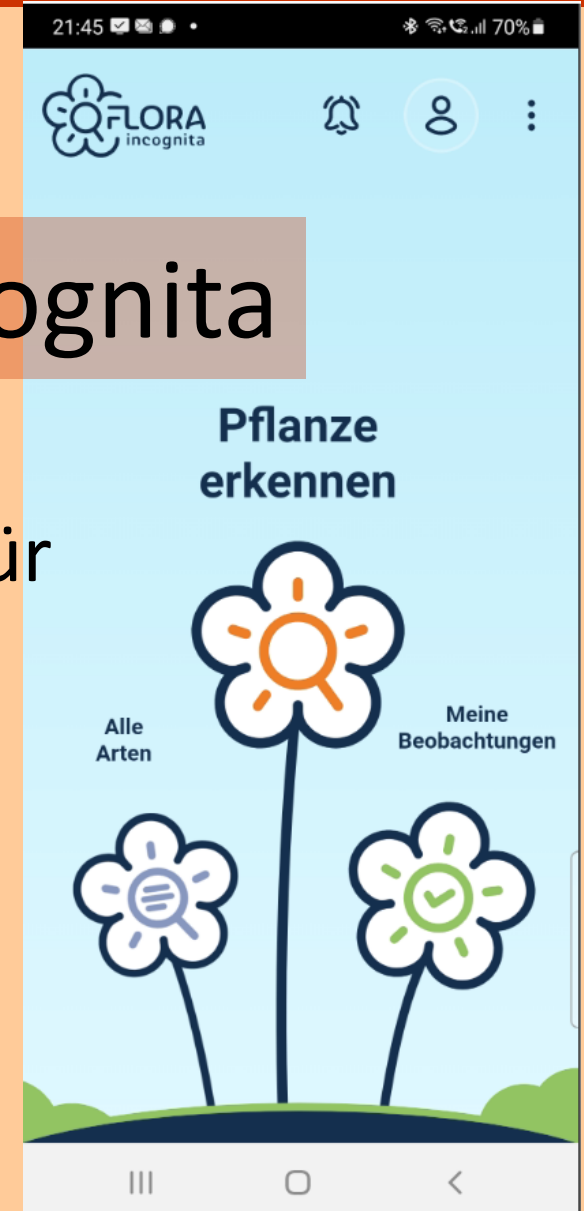 21:45
70%
FLORA
incognita
ognita
Pflanze
erkennen
ür
Alle
Arten
Meine
Beobachtungen